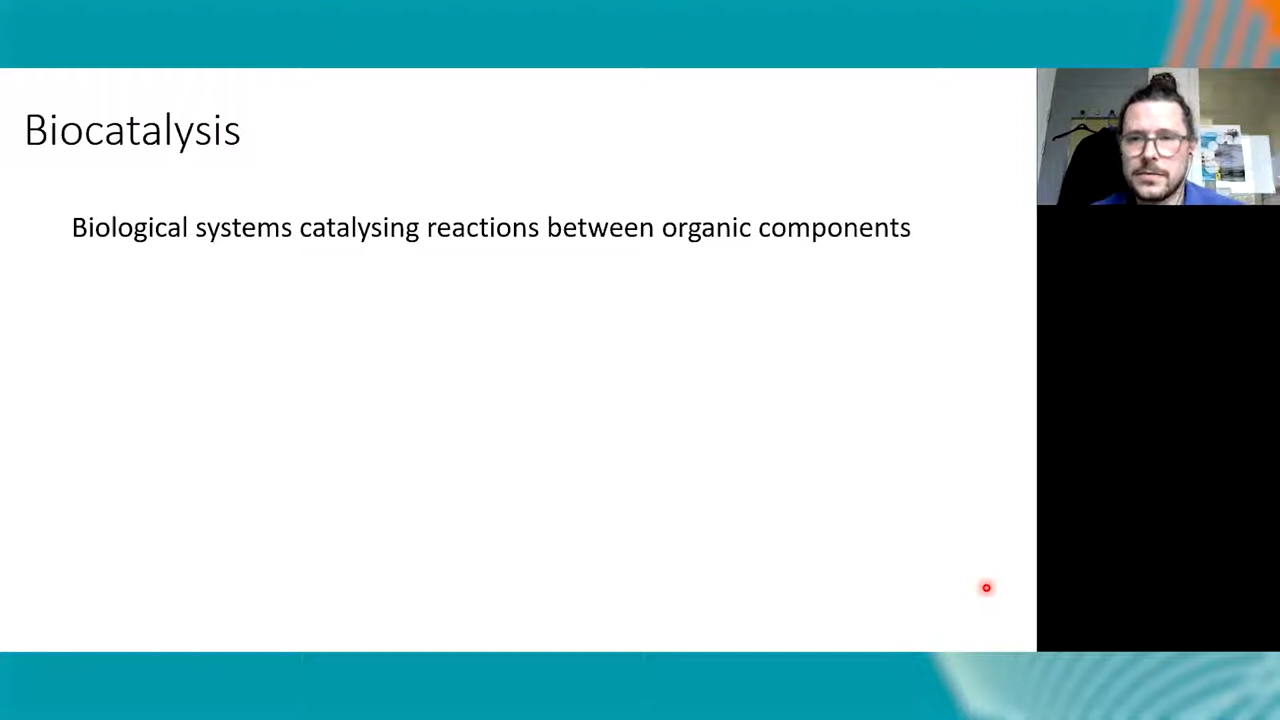 Biocatalysis
Biological systems catalysing reactions between organic components